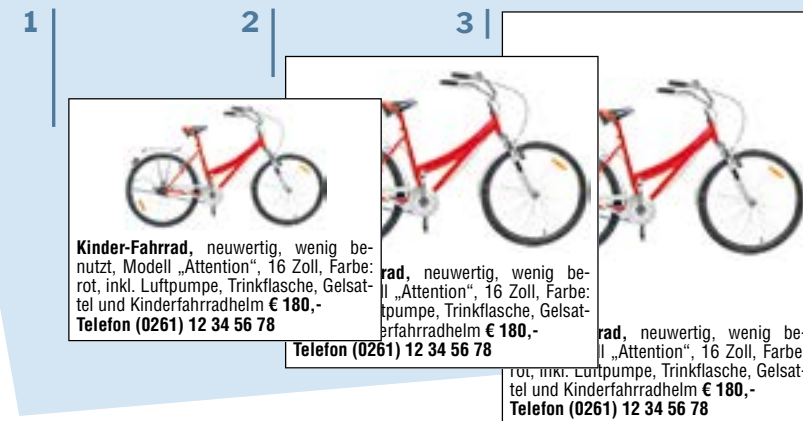 1
2
3
Kinder-Fahrrad, neuwertig, wenig be-
nutzt, Modell „Attention“, 16 Zoll, Farbe:
rot, inkl. Luftpumpe, Trinkflasche, Gelsat-
tel und Kinderfahrradhelm € 180,-
Telefon (0261) 12 34 56 78
rad, neuwertig, wenig be-
ll „Attention“, 16 Zoll, Farbe:
tpumpe, Trinkflasche, Gelsat-
erfahrradhelm € 180,-
Telefon (0261) 12 34 56 78
rad, neuwertig, wenig be-
ll „Attention“, 16 Zoll, Farbe
rot, inkl. Luftpumpe, Trinkflasche, Gelsat-
tel und Kinderfahrradhelm € 180,-
Telefon (0261) 12 34 56 78